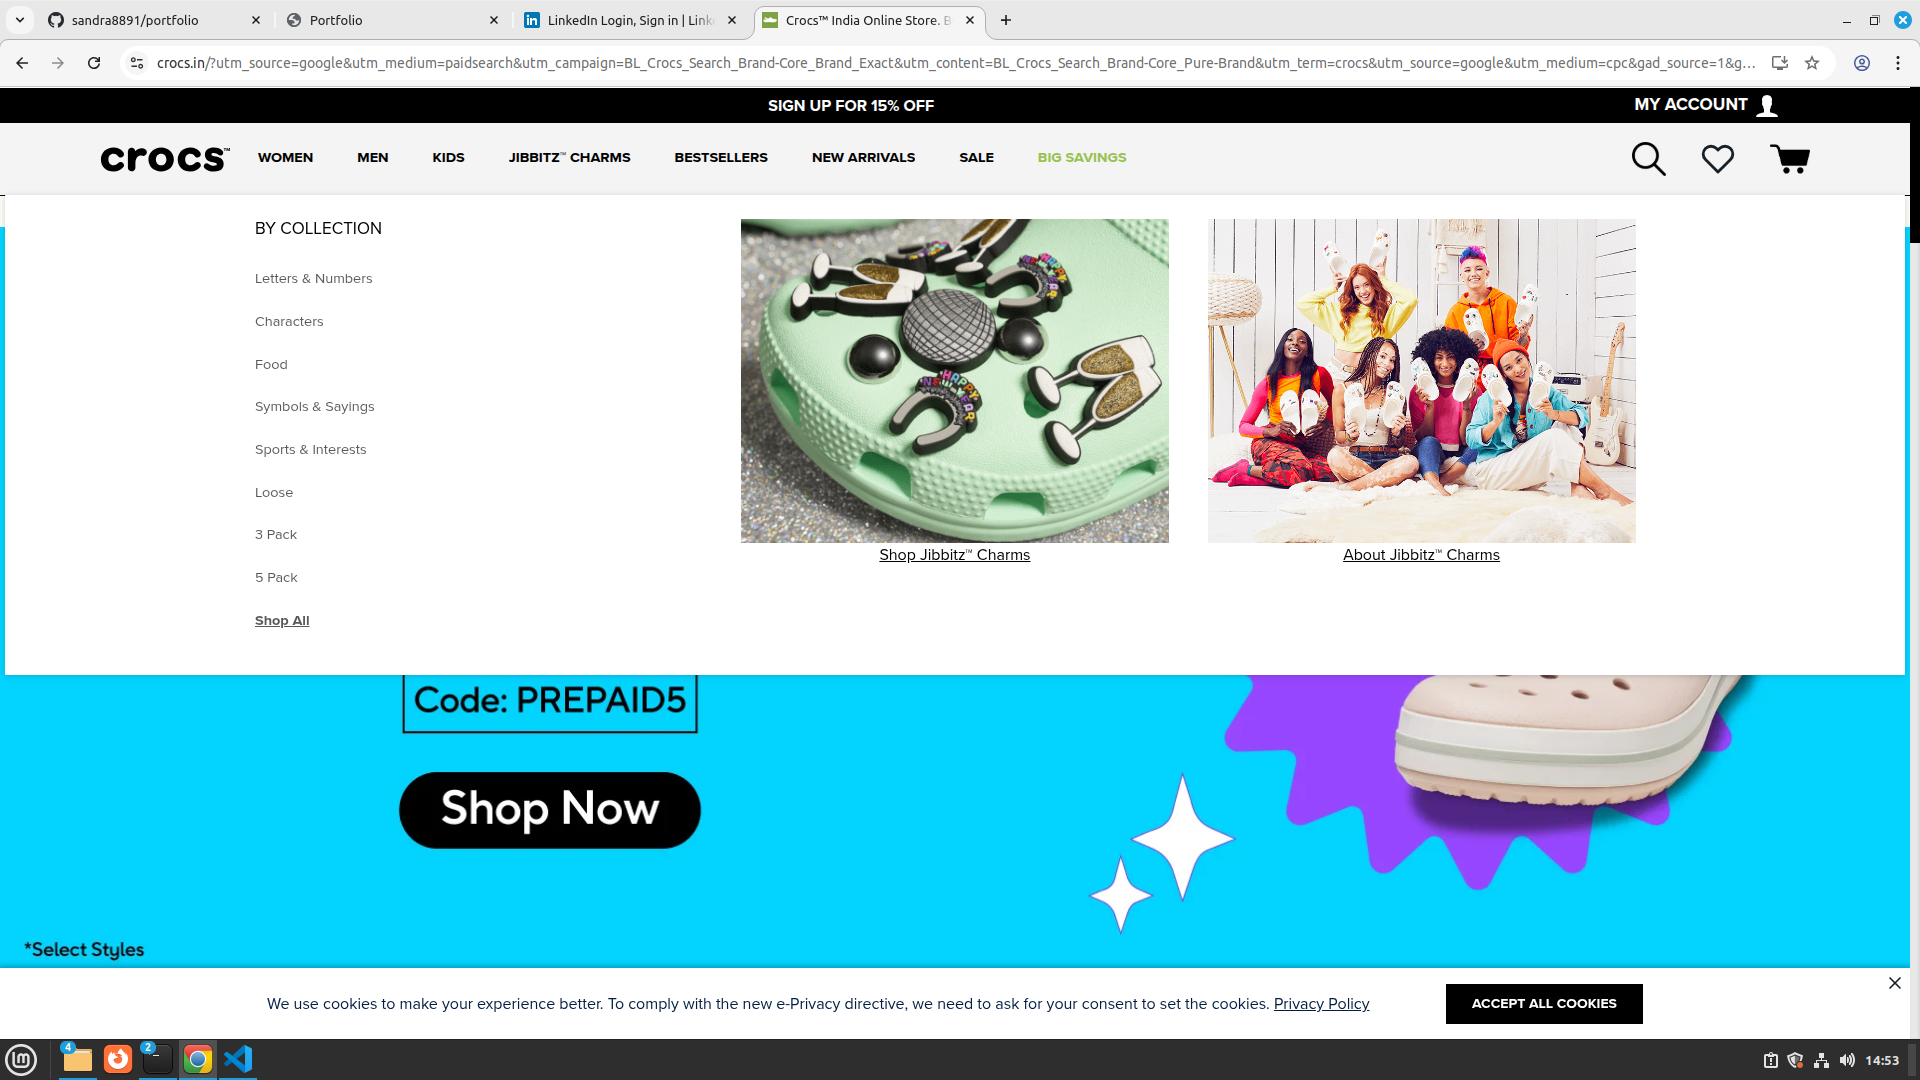 sandra8891/portfolio
Portfolio
LinkedIn Login, Sign in | Link
Crocs™ India Online Store. B
crocs.in/?utm_source=google&utm_medium=paidsearch&utm_campaign=BL_Crocs_Search_Brand-Core_Brand_Exact&utm_content=BL_Crocs_Search_Brand-Core_Pure-Brand&utm_term=crocs&utm_source=google&utm_medium=cpc&gad_source=1&g...
SIGN UP FOR 15% OFF
MY ACCOUNT
crocs™
WOMEN
MEN
KIDS
JIBBITZ™ CHARMS
BESTSELLERS
NEW ARRIVALS
SALE
BIG SAVINGS
BY COLLECTION
Letters & Numbers
Characters
Food
Symbols & Sayings
Sports & Interests
Loose
3 Pack
5 Pack
Shop All
HAPPY
NEW YEAR
Shop Jibbitz™ Charms
About Jibbitz™ Charms
Code: PREPAID5
Shop Now
*Select Styles
We use cookies to make your experience better. To comply with the new e-Privacy directive, we need to ask for your consent to set the cookies. Privacy Policy
ACCEPT ALL COOKIES
4
2
14:53